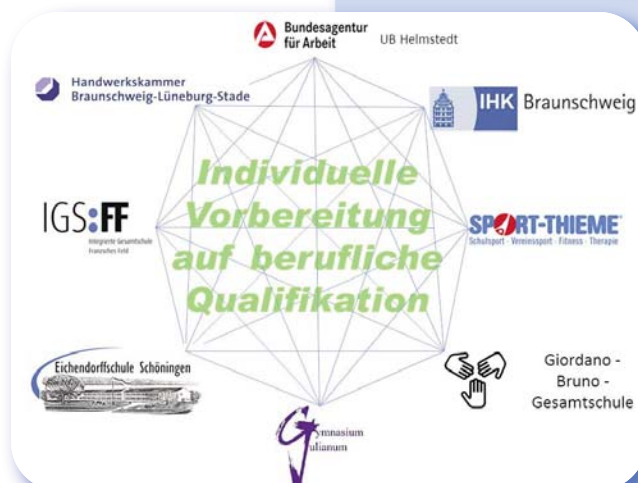 Bundesagentur
für Arbeit
UB Helmstedt
Handwerkskammer
Braunschweig-Lüneburg-Stade
IHK Braunschweig
Individuelle
Vorbereitung
auf berufliche
Qualifikation
IGS:FF
Integrierte Gesamtschule
Franzsches Feld
SPORT-THIEME
Schulsport · Vereinssport · Fitness · Therapie
Eichendorffschule Schöningen
Giordano -
Bruno -
Gesamtschule
Gymnasium
Julianum